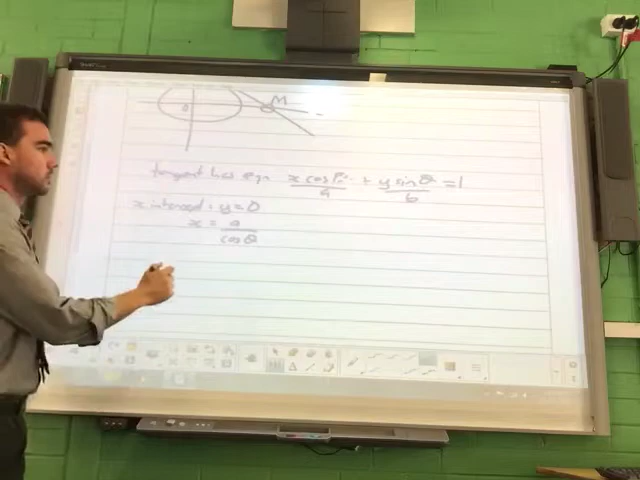 O M
tangent has eqn x cos θ/a + y sin θ/b = 1
x intercept : y = 0
x = a/cos θ